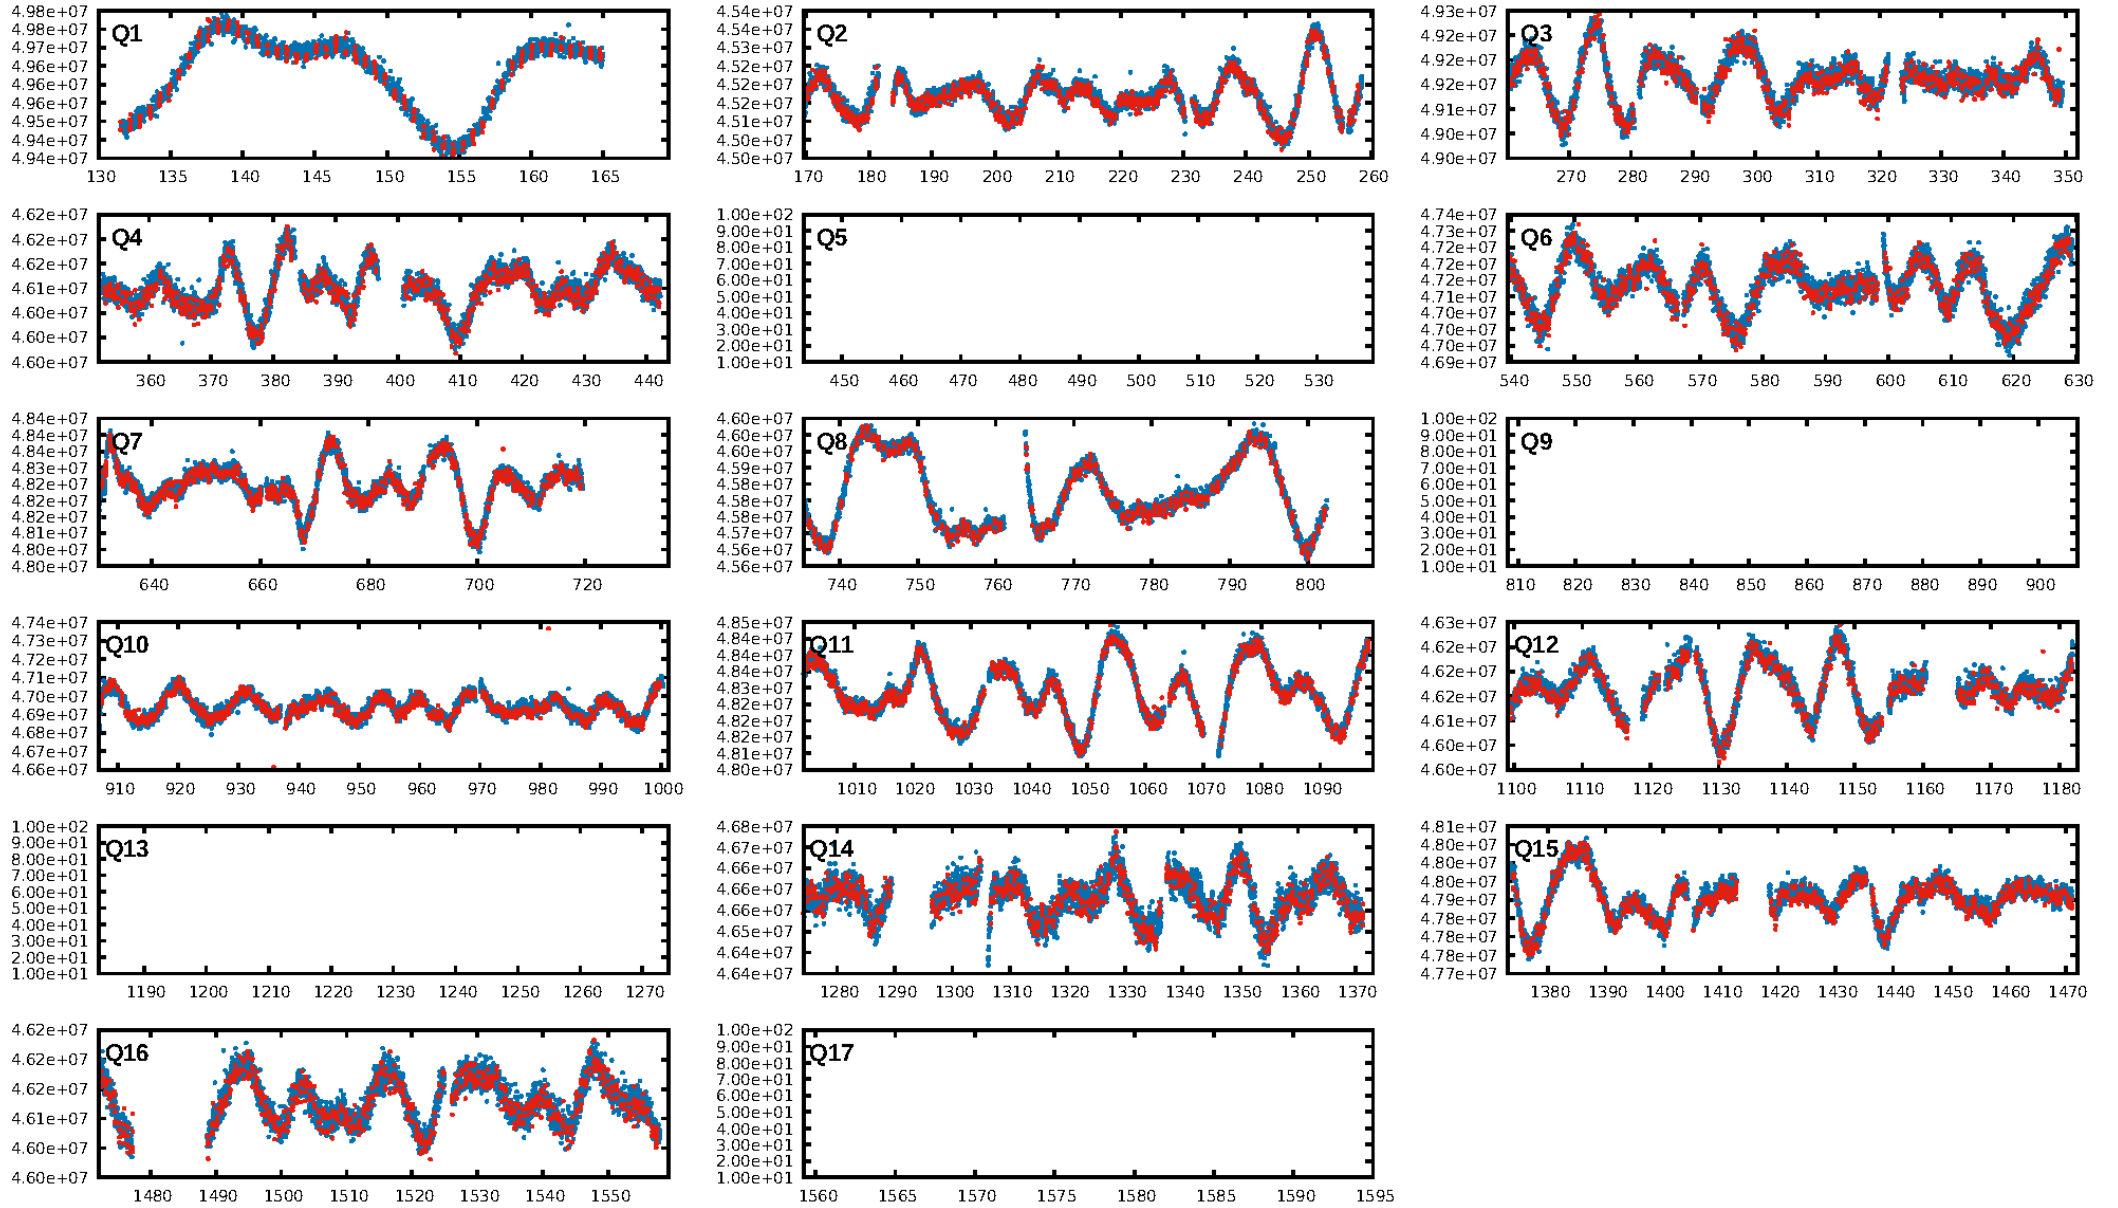 4.98e+07 4.98e+07 4.97e+07 4.96e+07 4.96e+07 4.95e+07 4.94e+07 4.94e+07
Q1
130 135 140 145 150 155 160 165
4.54e+07 4.54e+07 4.53e+07 4.52e+07 4.52e+07 4.52e+07 4.51e+07 4.50e+07 4.50e+07
Q2
170 180 190 200 210 220 230 240 250 260
4.93e+07 4.92e+07 4.92e+07 4.92e+07 4.91e+07 4.90e+07 4.90e+07
Q3
270 280 290 300 310 320 330 340 350
4.62e+07 4.62e+07 4.62e+07 4.61e+07 4.60e+07 4.60e+07 4.60e+07
Q4
360 370 380 390 400 410 420 430 440
1.00e+02 9.00e+01 8.00e+01 7.00e+01 6.00e+01 5.00e+01 4.00e+01 3.00e+01 2.00e+01 1.00e+01
Q5
450 460 470 480 490 500 510 520 530
4.74e+07 4.73e+07 4.72e+07 4.72e+07 4.71e+07 4.70e+07 4.70e+07 4.69e+07
Q6
540 550 560 570 580 590 600 610 620 630
4.84e+07 4.84e+07 4.84e+07 4.83e+07 4.82e+07 4.82e+07 4.82e+07 4.81e+07 4.80e+07 4.80e+07
Q7
640 660 680 700 720
4.60e+07 4.60e+07 4.59e+07 4.58e+07 4.58e+07 4.58e+07 4.57e+07 4.56e+07 4.56e+07
Q8
740 750 760 770 780 790 800
1.00e+02 9.00e+01 8.00e+01 7.00e+01 6.00e+01 5.00e+01 4.00e+01 3.00e+01 2.00e+01 1.00e+01
Q9
810 820 830 840 850 860 870 880 890 900
4.74e+07 4.73e+07 4.72e+07 4.71e+07 4.70e+07 4.69e+07 4.68e+07 4.67e+07 4.66e+07
Q10
910 920 930 940 950 960 970 980 990 1000
4.85e+07 4.84e+07 4.84e+07 4.84e+07 4.83e+07 4.82e+07 4.82e+07 4.82e+07 4.81e+07 4.80e+07
Q11
1010 1020 1030 1040 1050 1060 1070 1080 1090
4.63e+07 4.62e+07 4.62e+07 4.62e+07 4.61e+07 4.60e+07 4.60e+07
Q12
1100 1110 1120 1130 1140 1150 1160 1170 1180
1.00e+02 9.00e+01 8.00e+01 7.00e+01 6.00e+01 5.00e+01 4.00e+01 3.00e+01 2.00e+01 1.00e+01
Q13
1190 1200 1210 1220 1230 1240 1250 1260 1270
4.68e+07 4.67e+07 4.66e+07 4.66e+07 4.66e+07 4.65e+07 4.64e+07 4.64e+07
Q14
1280 1290 1300 1310 1320 1330 1340 1350 1360 1370
4.81e+07 4.80e+07 4.80e+07 4.80e+07 4.79e+07 4.78e+07 4.78e+07 4.78e+07 4.77e+07
Q15
1380 1390 1400 1410 1420 1430 1440 1450 1460 1470
4.62e+07 4.62e+07 4.62e+07 4.61e+07 4.60e+07 4.60e+07
Q16
1480 1490 1500 1510 1520 1530 1540 1550
1.00e+02 9.00e+01 8.00e+01 7.00e+01 6.00e+01 5.00e+01 4.00e+01 3.00e+01 2.00e+01 1.00e+01
Q17
1560 1565 1570 1575 1580 1585 1590 1595